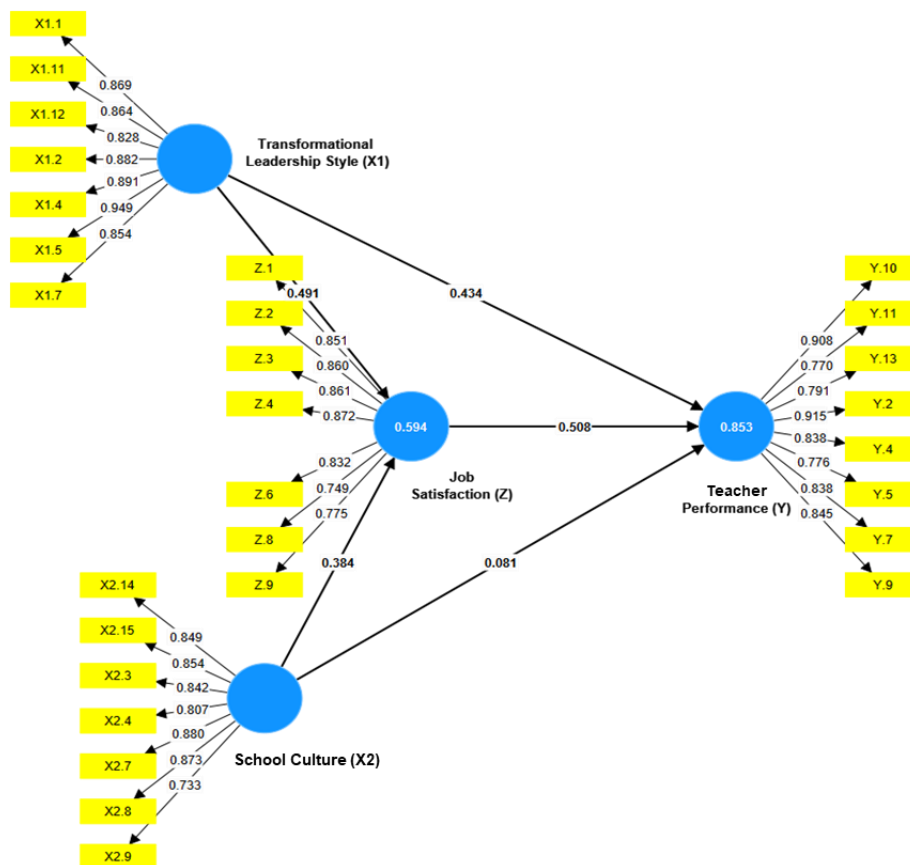 X1.1
X1.11
X1.12
X1.2
X1.4
X1.5
X1.7
0.869
0.864
0.828
0.882
0.891
0.949
0.854
Transformational
Leadership Style (X1)
0.491
0.434
Z.1
Z.2
Z.3
Z.4
Z.6
Z.8
Z.9
0.851
0.860
0.861
0.872
0.832
0.749
0.775
0.594
Job
Satisfaction (Z)
0.508
0.384
0.081
Y.10
Y.11
Y.13
Y.2
Y.4
Y.5
Y.7
Y.9
0.908
0.770
0.791
0.915
0.838
0.776
0.838
0.845
0.853
Teacher
Performance (Y)
X2.14
X2.15
X2.3
X2.4
X2.7
X2.8
X2.9
0.849
0.854
0.842
0.807
0.880
0.873
0.733
School Culture (X2)